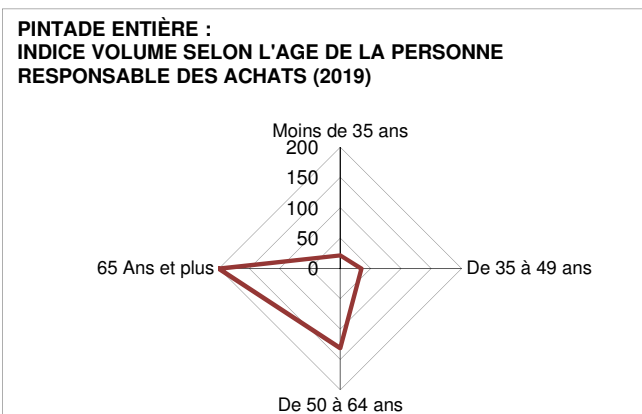 PINTADE ENTIÈRE :
INDICE VOLUME SELON L'AGE DE LA PERSONNE
RESPONSABLE DES ACHATS (2019)
Moins de 35 ans
200
150
100
50
0
65 Ans et plus
De 35 à 49 ans
De 50 à 64 ans